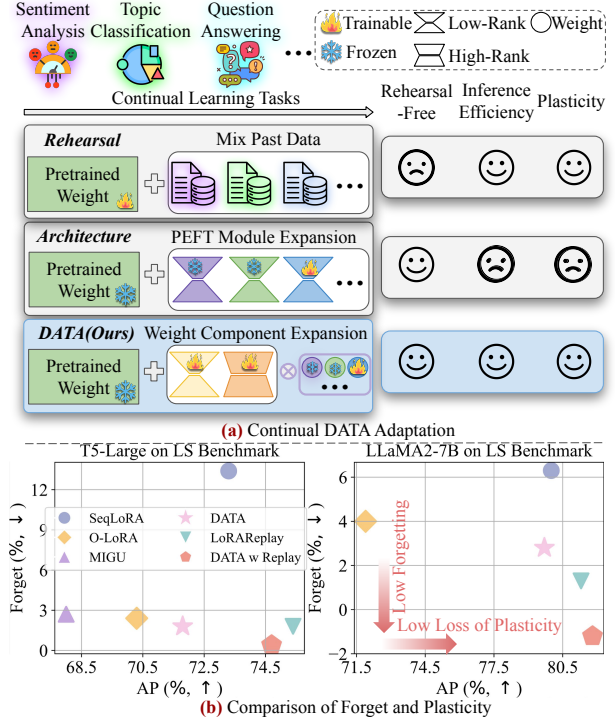 Sentiment Analysis
Topic Classification
Question Answering
...
Trainable
Low-Rank
Weight
Frozen
High-Rank
Continual Learning Tasks
Rehearsal -Free
Inference Efficiency
Plasticity
Rehearsal
Mix Past Data
Pretrained Weight
...
Architecture
PEFT Module Expansion
Pretrained Weight
...
DATA(Ours)
Weight Component Expansion
Pretrained Weight
...
(a) Continual DATA Adaptation
T5-Large on LS Benchmark
Forget (%, ↓)
12
9
6
3
0
SeqLoRA
O-LoRA
MIGU
DATA
LoRAReplay
DATA w Replay
68.5
70.5
72.5
74.5
AP (%, ↑)
LLaMA2-7B on LS Benchmark
Forget (%, ↓)
6
4
2
0
−2
Low Forgetting
Low Loss of Plasticity
71.5
74.5
77.5
80.5
AP (%, ↑)
(b) Comparison of Forget and Plasticity